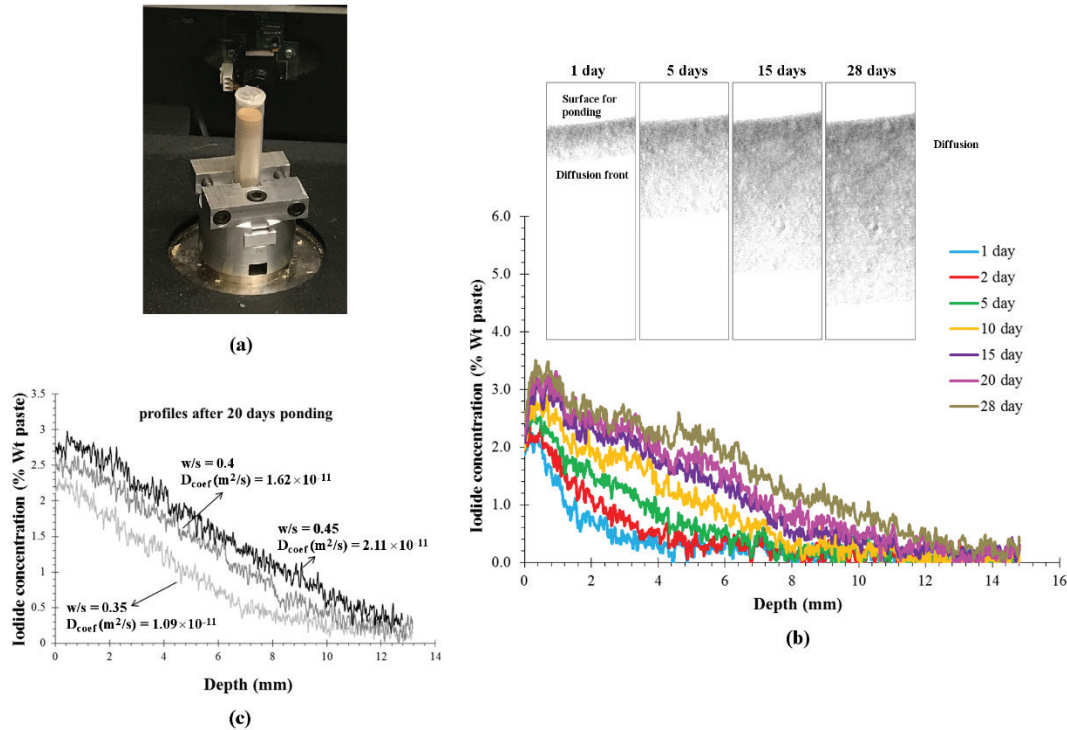 (a)
1 day
5 days
15 days
28 days
Surface for
ponding
Diffusion front
Diffusion
6.0
5.0
4.0
3.0
2.0
1.0
0.0
0
2
4
6
8
10
12
14
16
Iodide concentration (% Wt paste)
Depth (mm)
1 day
2 day
5 day
10 day
15 day
20 day
28 day
(b)
3.5
3
2.5
2
1.5
1
0.5
0
0
2
4
6
8
10
12
14
Iodide concentration (% Wt paste)
Depth (mm)
profiles after 20 days ponding
w/s = 0.4
Dcoef (m²/s) = 1.62×10⁻¹¹
w/s = 0.45
Dcoef (m²/s) = 2.11×10⁻¹¹
w/s = 0.35
Dcoef (m²/s) = 1.09×10⁻¹¹
(c)